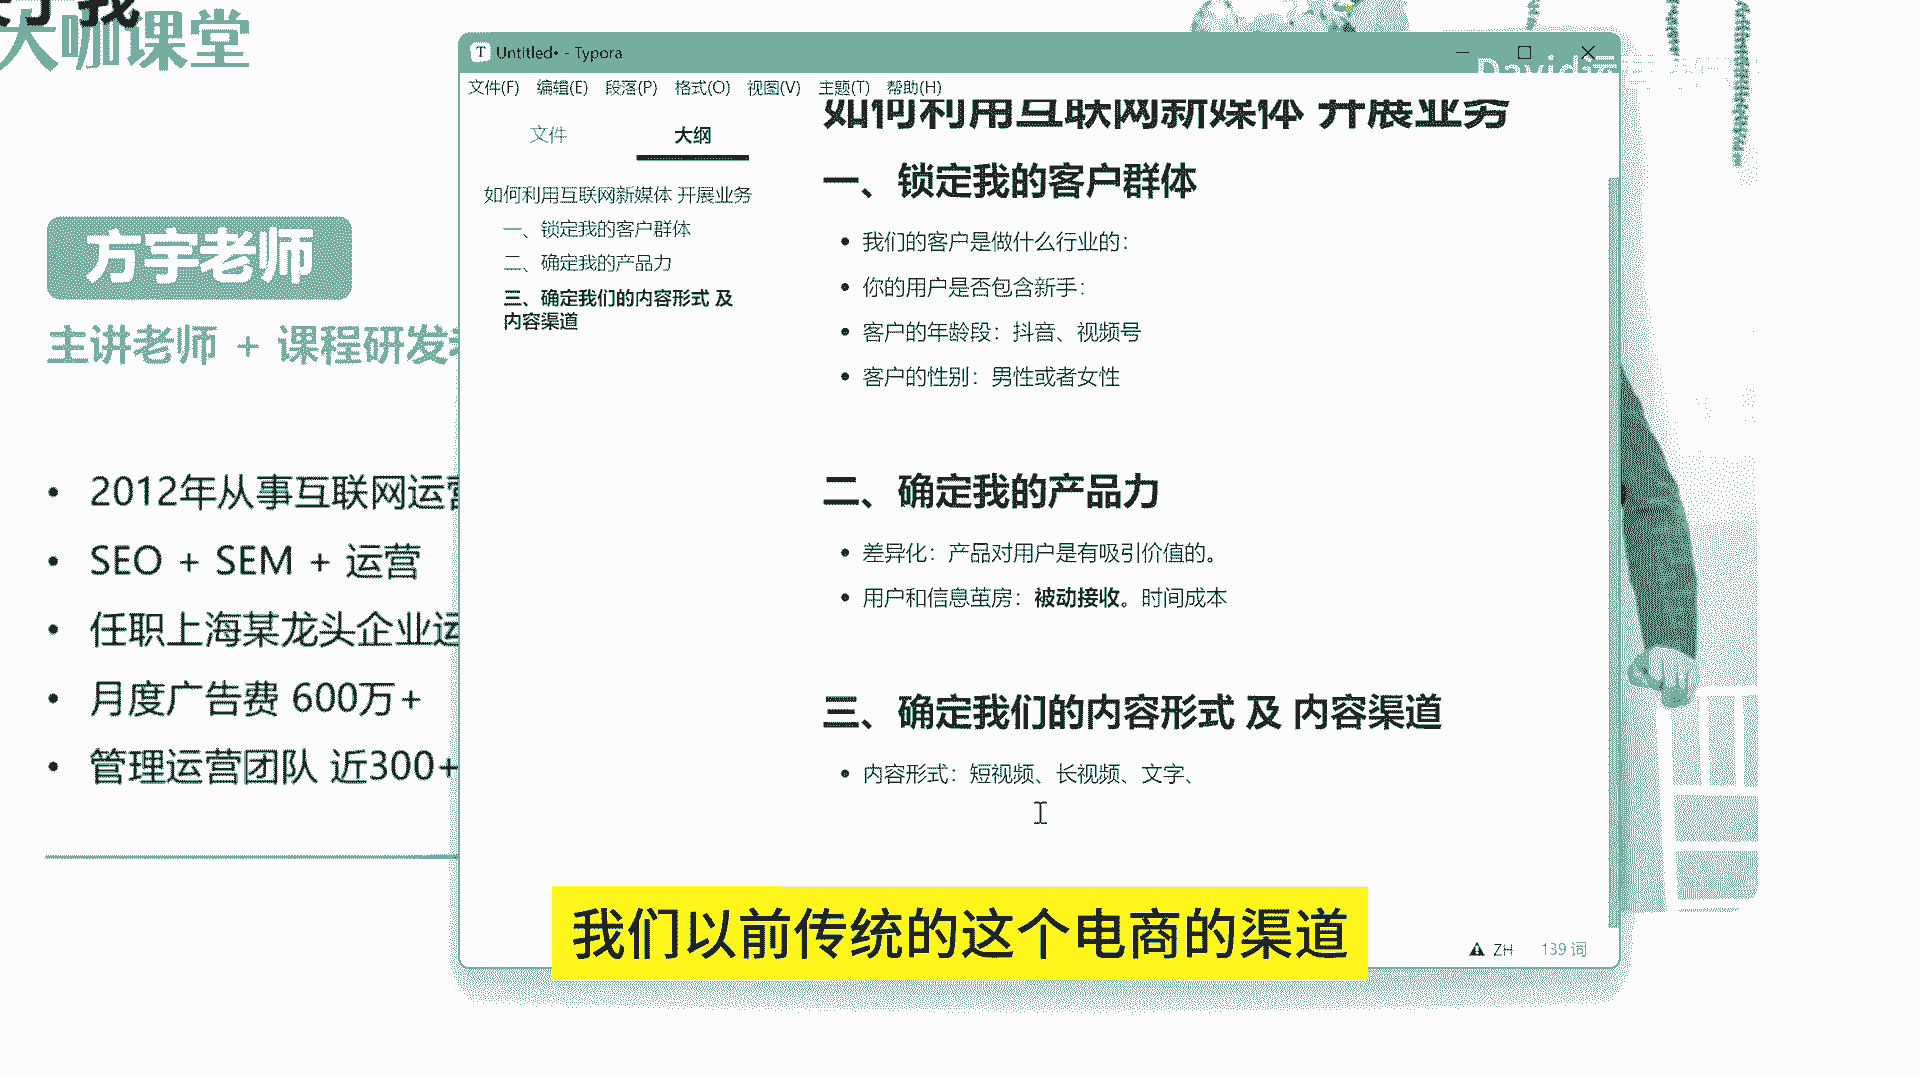 大咖课堂
方宇老师
主讲老师 + 课程研发
2012年从事互联网运营
SEO + SEM + 运营
任职上海某龙头企业运
月度广告费 600万+
管理运营团队 近300+
Untitled• - Typora
文件(F) 编辑(E) 段落(P) 格式(O) 视图(V) 主题(T) 帮助(H)
文件 大纲
如何利用互联网新媒体 开展业务
一、锁定我的客户群体
二、确定我的产品力
三、确定我们的内容形式 及
内容渠道
如何利用互联网新媒体 开展业务
一、锁定我的客户群体
我们的客户是做什么行业的：
你的用户是否包含新手：
客户的年龄段：抖音、视频号
客户的性别：男性或者女性
二、确定我的产品力
差异化：产品对用户是有吸引价值的。
用户和信息茧房：被动接收。时间成本
三、确定我们的内容形式 及 内容渠道
内容形式：短视频、长视频、文字、
ZH 139 词
我们以前传统的这个电商的渠道